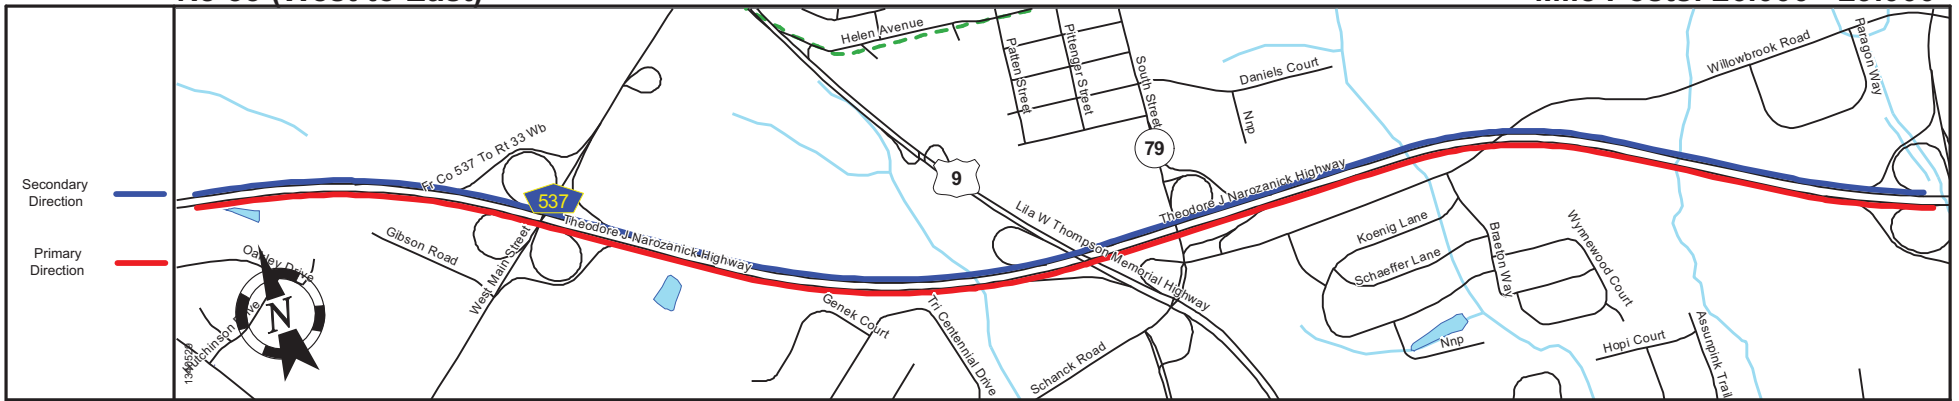 Secondary
Direction
Primary
Direction
Helen Avenue
Patten Street
Pittenger Street
South Street
Daniels Court
Nnp
Willowbrook Road
Paragon Way
Fr Co 537 To Rt 33 Wb
537
9
79
Theodore J Narozanick Highway
Theodore J Narozanick Highway
Lila W Thompson Memorial Highway
Gibson Road
West Main Street
Oakley Drive
N
Genek Court
Tri Centennial Drive
Schanck Road
Koenig Lane
Schaeffer Lane
Braeton Way
Wynnewood Court
Nnp
Hopi Court
Assunpink Trail